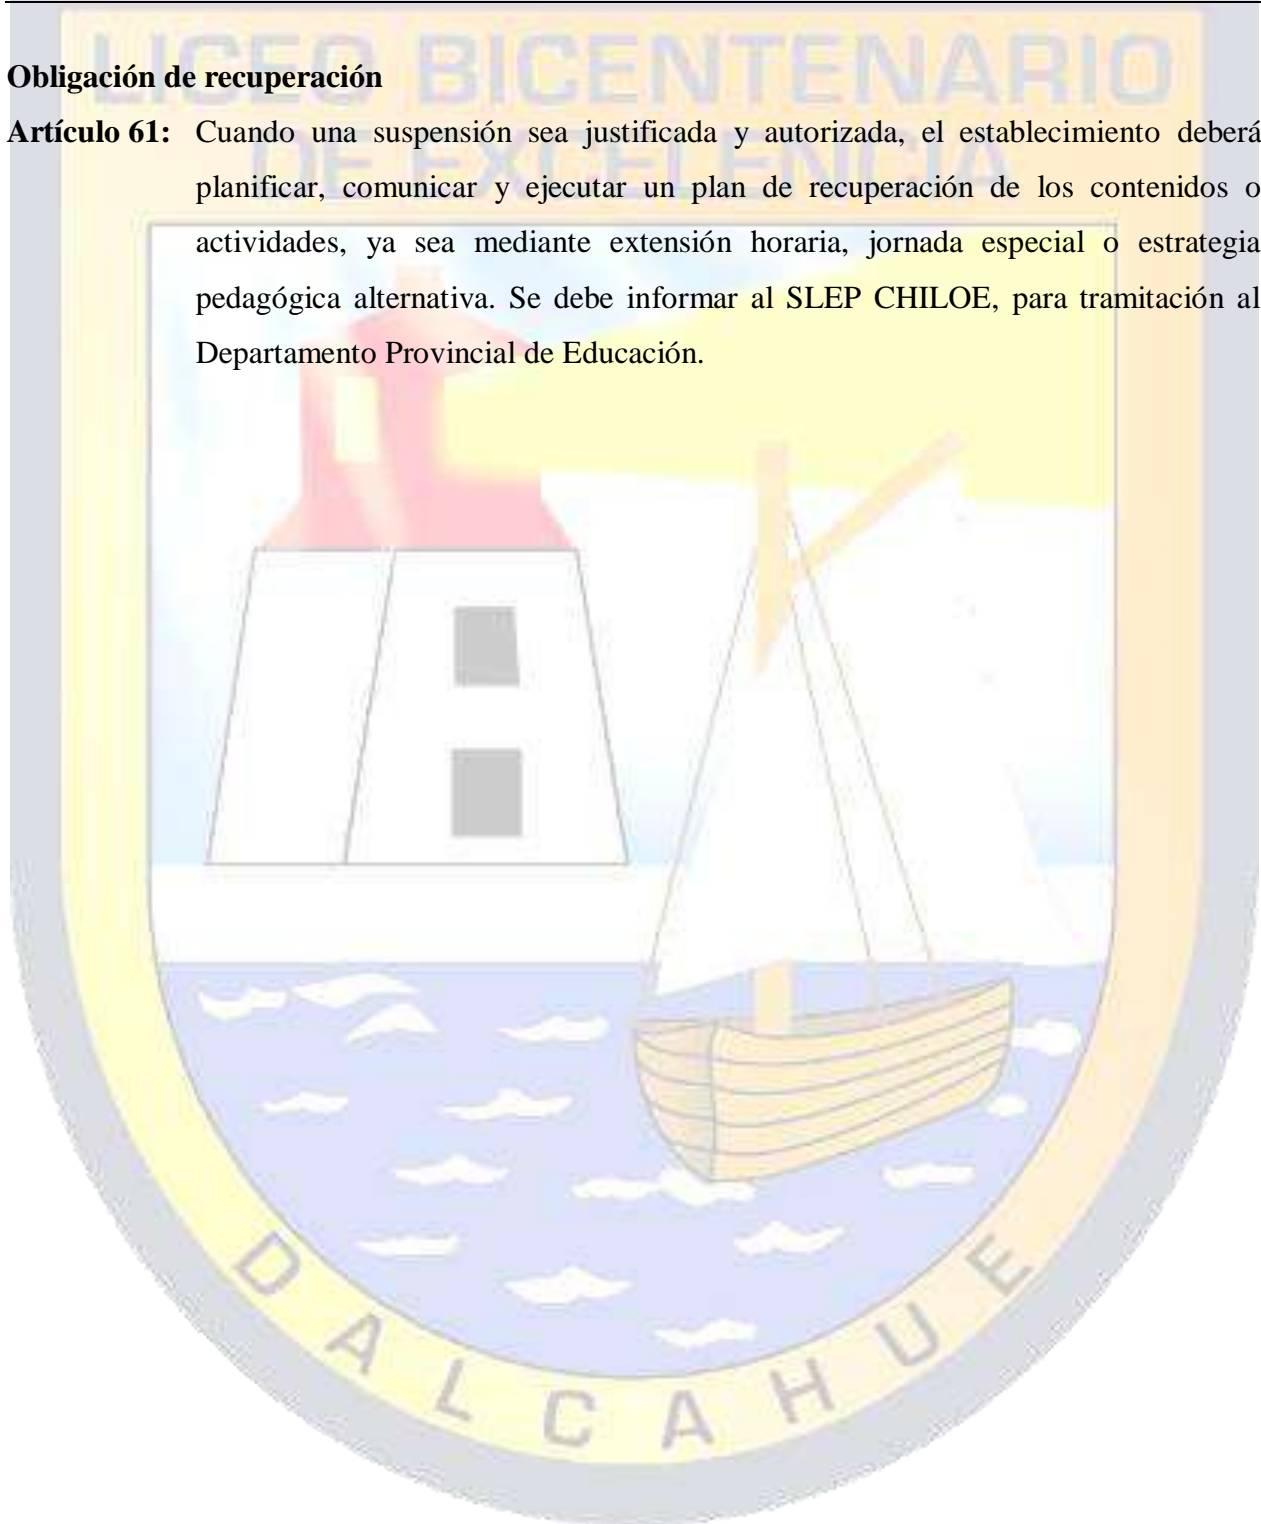 LICEO BICENTENARIO
DE EXCELENCIA
Obligación de recuperación
Artículo 61: Cuando una suspensión sea justificada y autorizada, el establecimiento deberá
planificar, comunicar y ejecutar un plan de recuperación de los contenidos o
actividades, ya sea mediante extensión horaria, jornada especial o estrategia
pedagógica alternativa. Se debe informar al SLEP CHILOE, para tramitación al
Departamento Provincial de Educación.
DALCAHUE